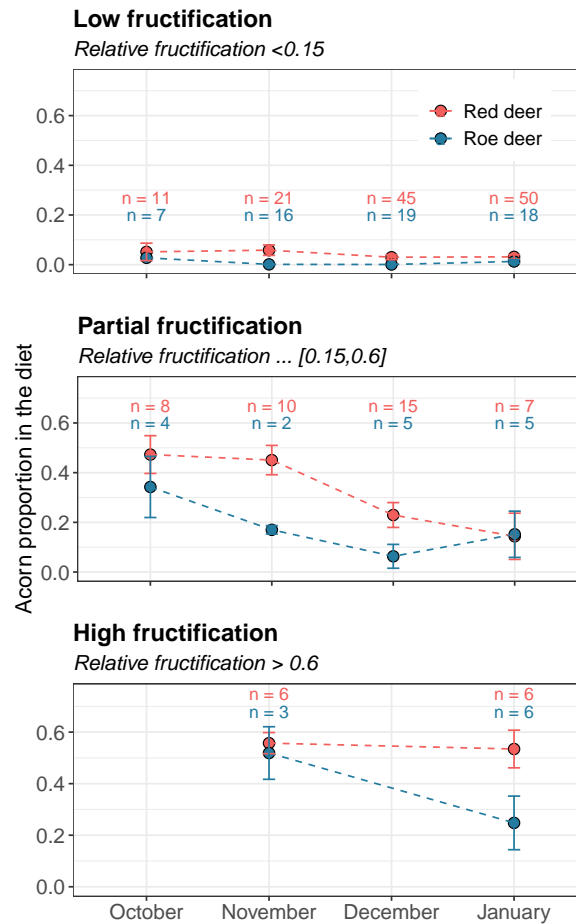 Low fructification
Relative fructification <0.15
Red deer
Roe deer
0.6
0.4
0.2
0.0
n = 11 n = 21 n = 45 n = 50
n = 7 n = 16 n = 19 n = 18
Partial fructification
Relative fructification ... [0.15,0.6]
Acorn proportion in the diet
0.6
0.4
0.2
0.0
n = 8 n = 10 n = 15 n = 7
n = 4 n = 2 n = 5 n = 5
High fructification
Relative fructification > 0.6
0.6
0.4
0.2
0.0
n = 6 n = 6
n = 3 n = 6
October November December January